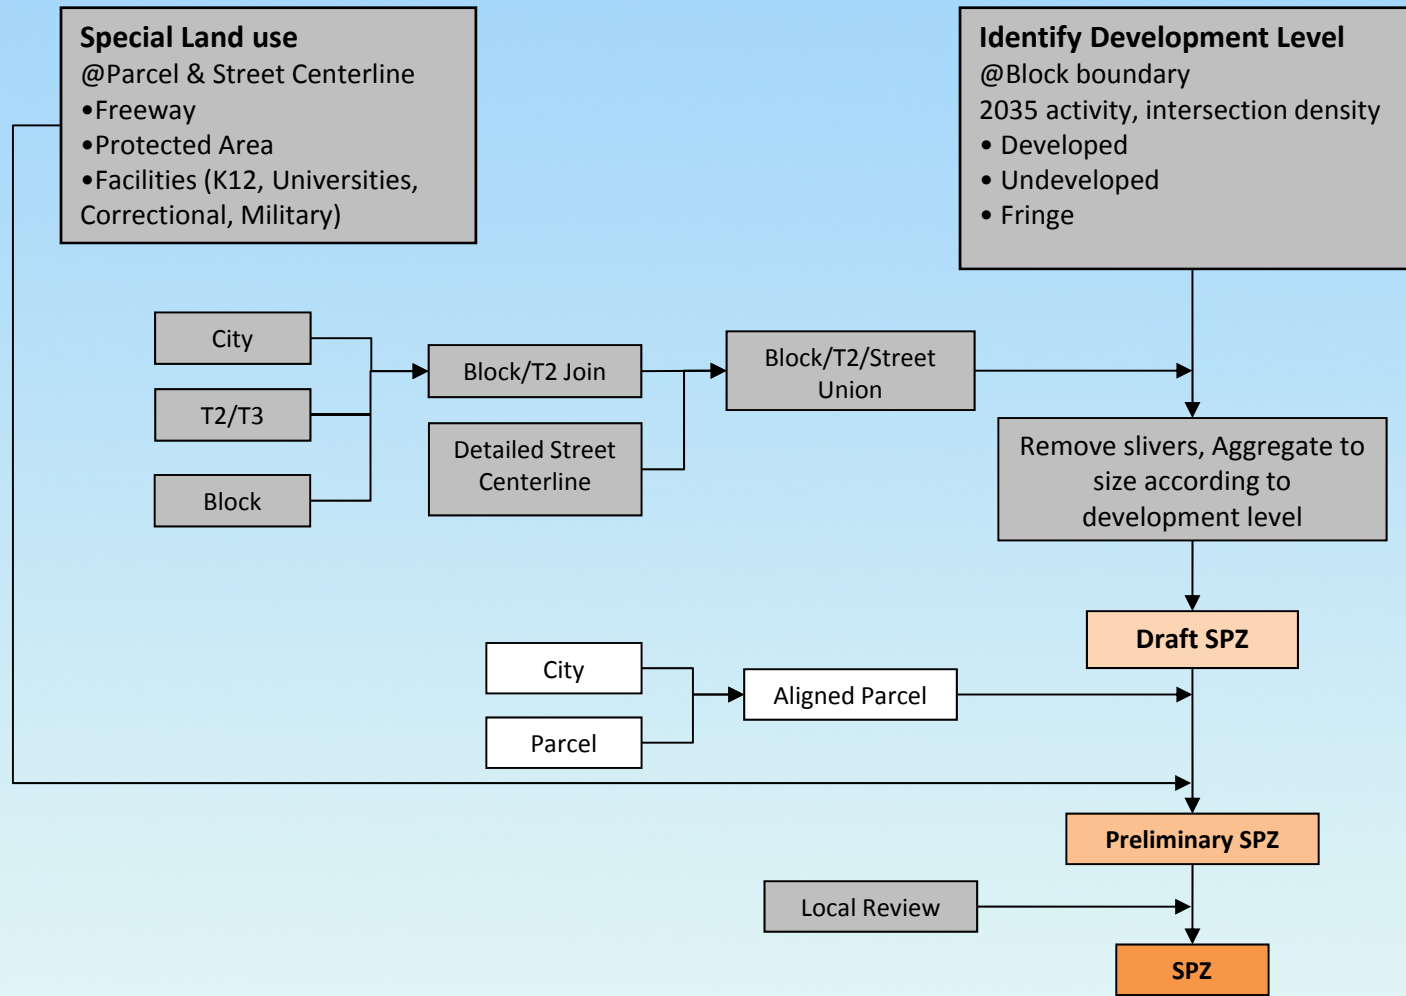 Special Land use
@Parcel & Street Centerline
•Freeway
•Protected Area
•Facilities (K12, Universities,
Correctional, Military)
Identify Development Level
@Block boundary
2035 activity, intersection density
• Developed
• Undeveloped
• Fringe
City
T2/T3
Block
Block/T2 Join
Detailed Street
Centerline
Block/T2/Street
Union
Remove slivers, Aggregate to
size according to
development level
Draft SPZ
City
Parcel
Aligned Parcel
Preliminary SPZ
Local Review
SPZ